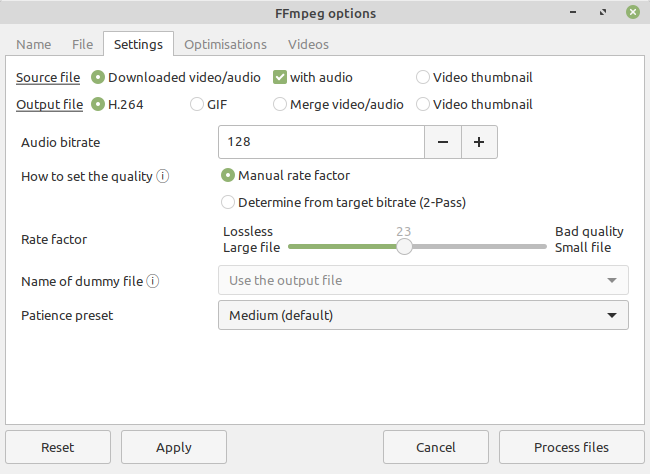 FFmpeg options
Name File Settings Optimisations Videos
Source file Downloaded video/audio with audio Video thumbnail
Output file H.264 GIF Merge video/audio Video thumbnail
Audio bitrate 128
How to set the quality Manual rate factor
Determine from target bitrate (2-Pass)
Lossless 23 Bad quality
Rate factor Large file Small file
Name of dummy file Use the output file
Patience preset Medium (default)
Reset Apply Cancel Process files